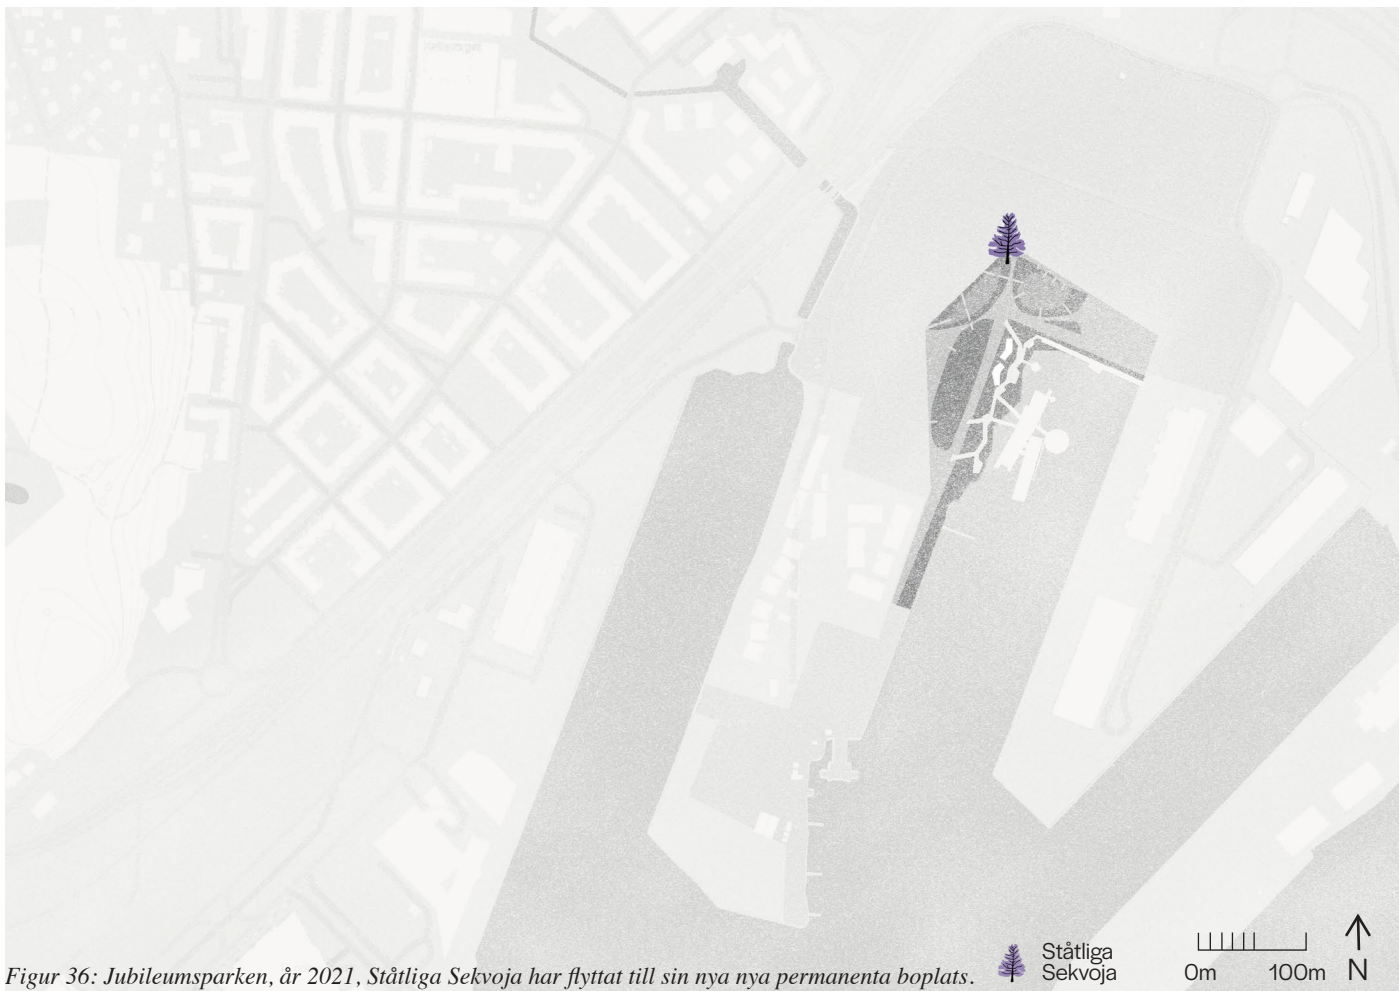 Ståtliga
Sekvoja
0m 100m N
Figur 36: Jubileumsparken, år 2021, Ståtliga Sekvoja har flyttat till sin nya nya permanenta boplats.